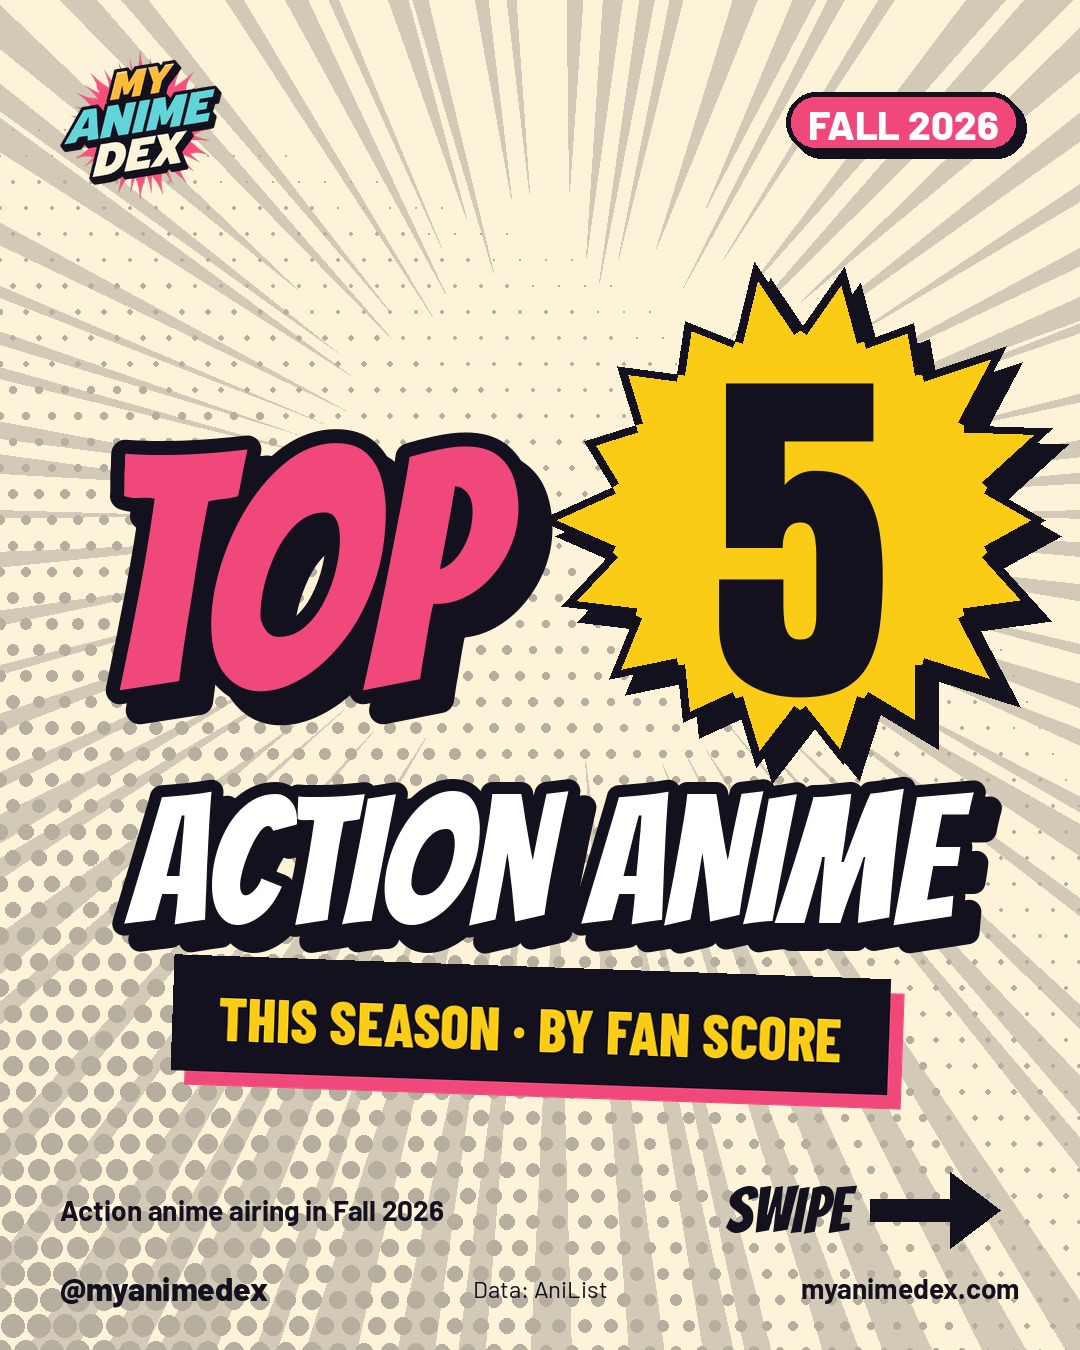 MY
ANIME
DEX
FALL 2026
TOP 5
ACTION ANIME
THIS SEASON · BY FAN SCORE
Action anime airing in Fall 2026
SWIPE
@myanimedex
Data: AniList
myanimedex.com